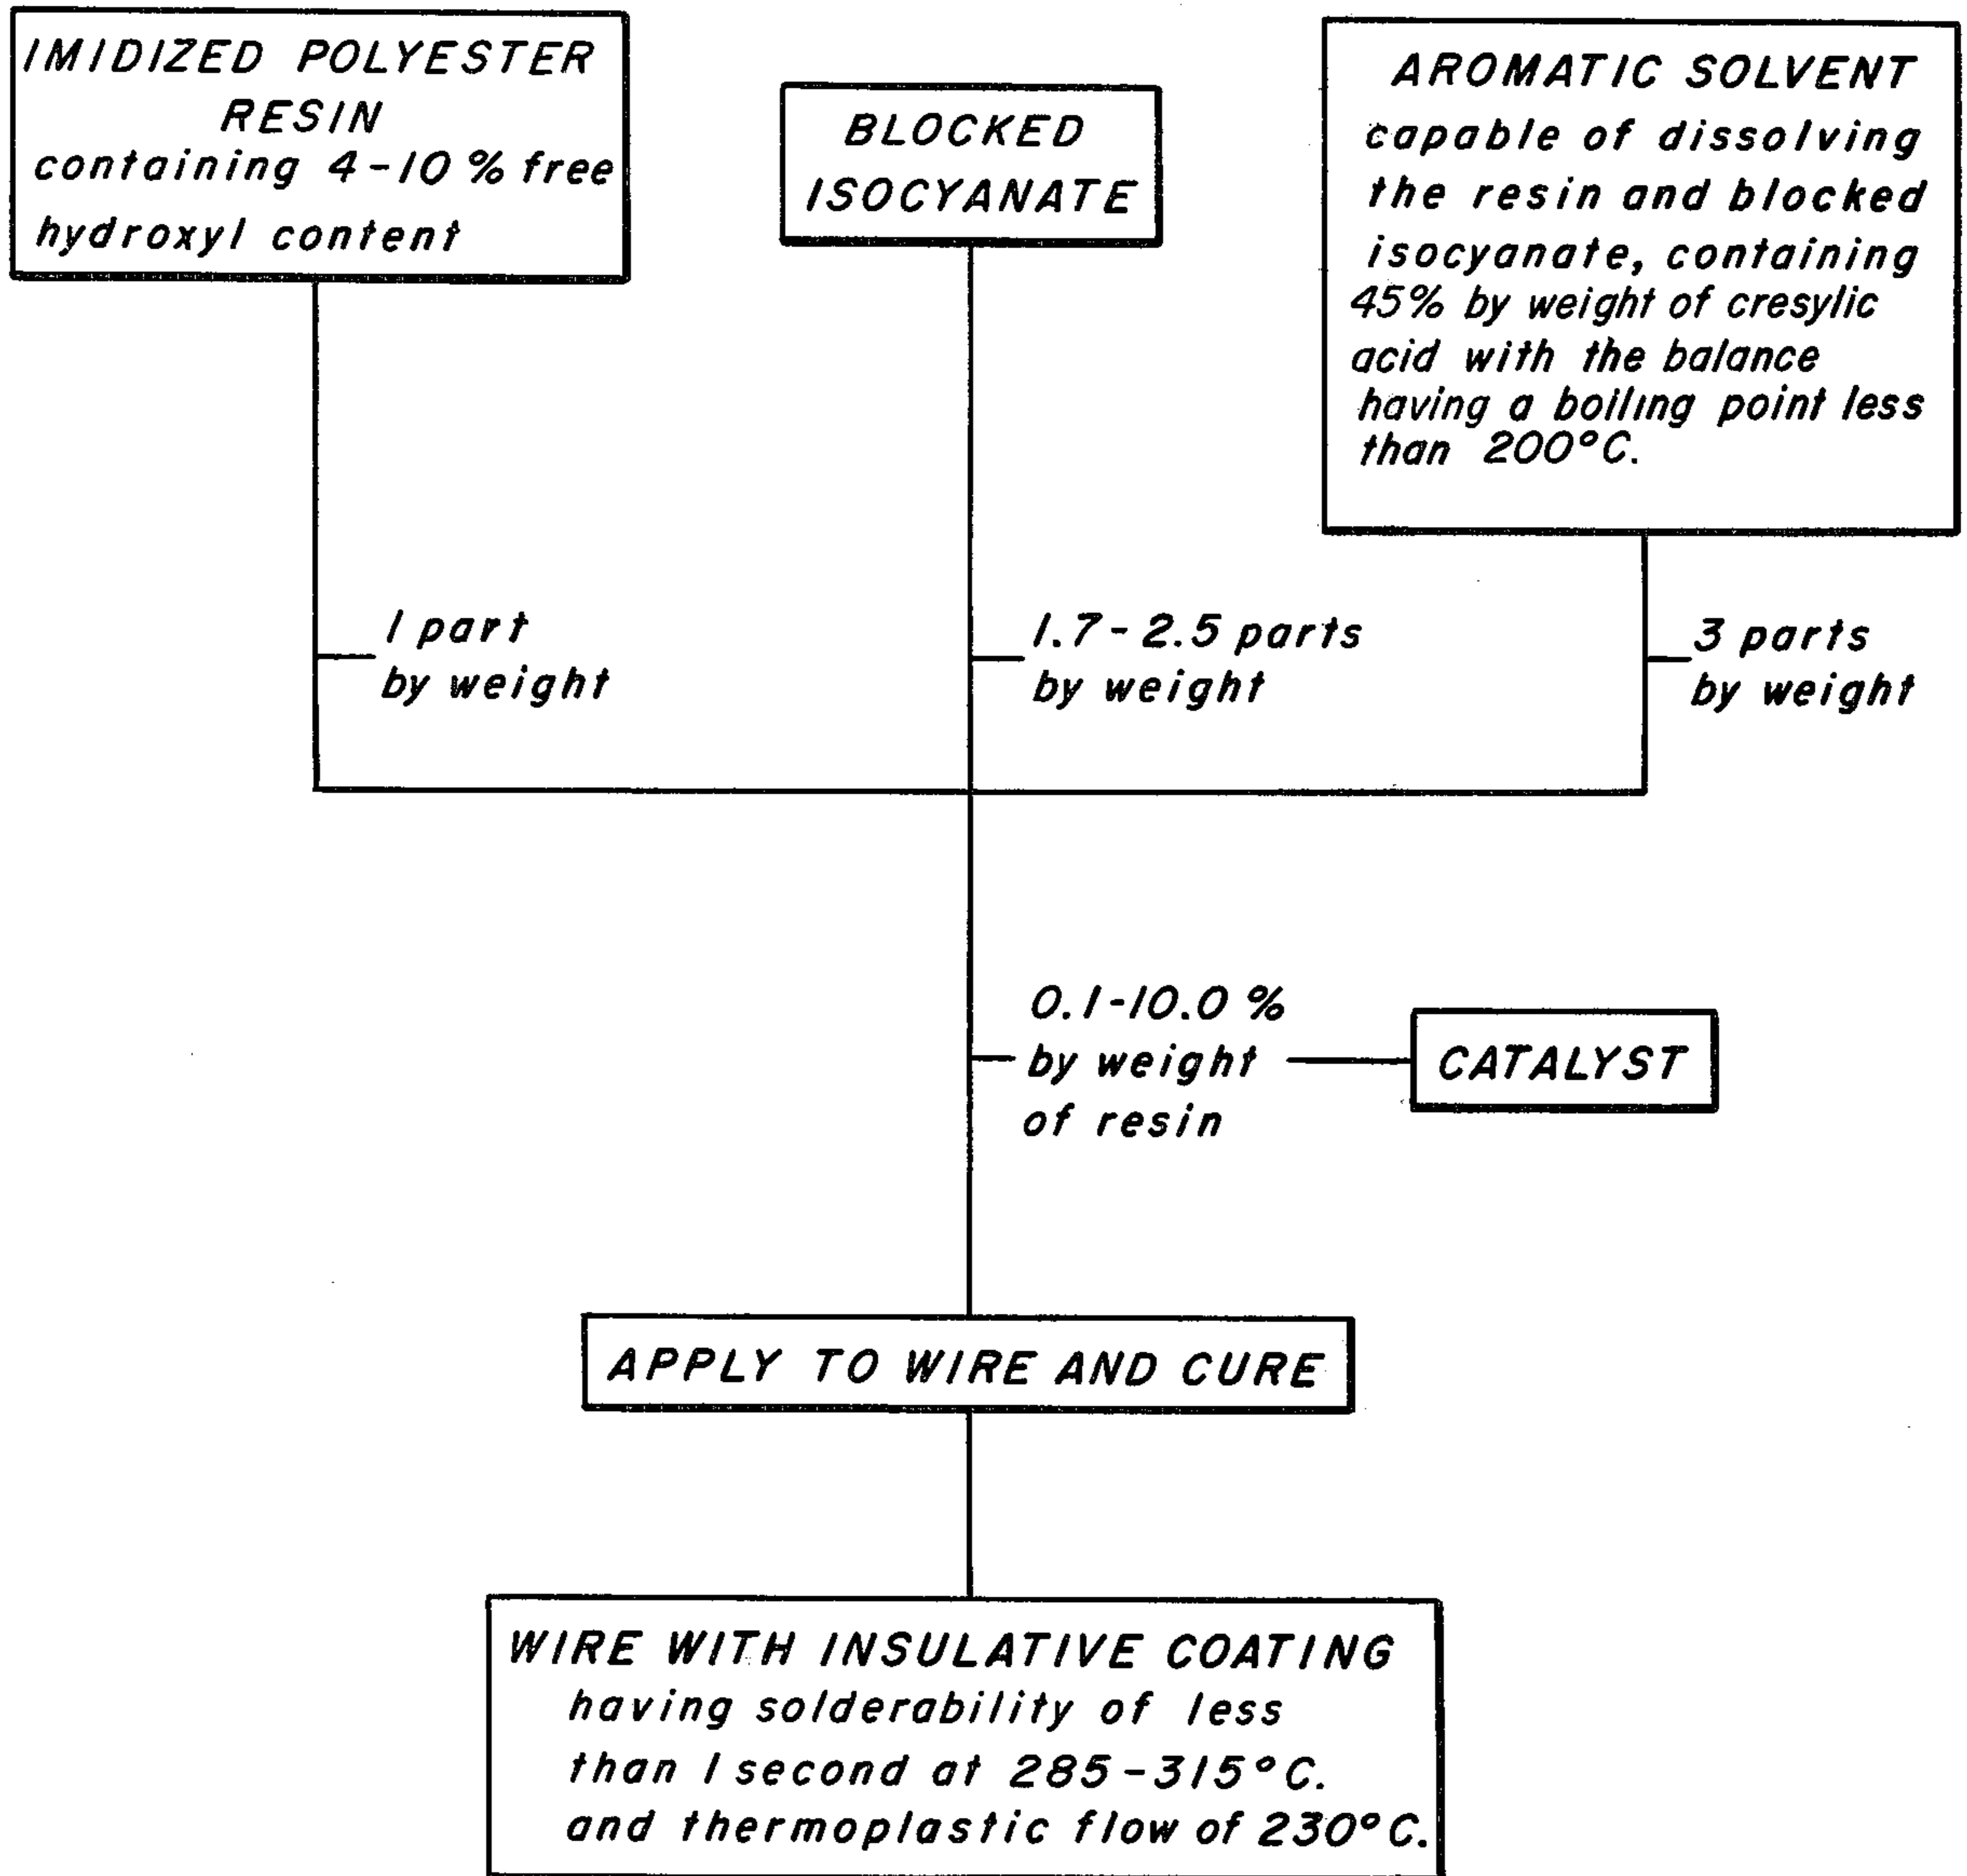 IMIDIZED POLYESTER
RESIN
containing 4-10 % free
hydroxyl content
BLOCKED
ISOCYANATE
AROMATIC SOLVENT
capable of dissolving
the resin and blocked
isocyanate, containing
45% by weight of cresylic
acid with the balance
having a boiling point less
than 200°C.
1 part
by weight
1.7-2.5 parts
by weight
3 parts
by weight
0.1-10.0 %
by weight
of resin
CATALYST
APPLY TO WIRE AND CURE
WIRE WITH INSULATIVE COATING
having solderability of less
than 1 second at 285-315°C.
and thermoplastic flow of 230°C.